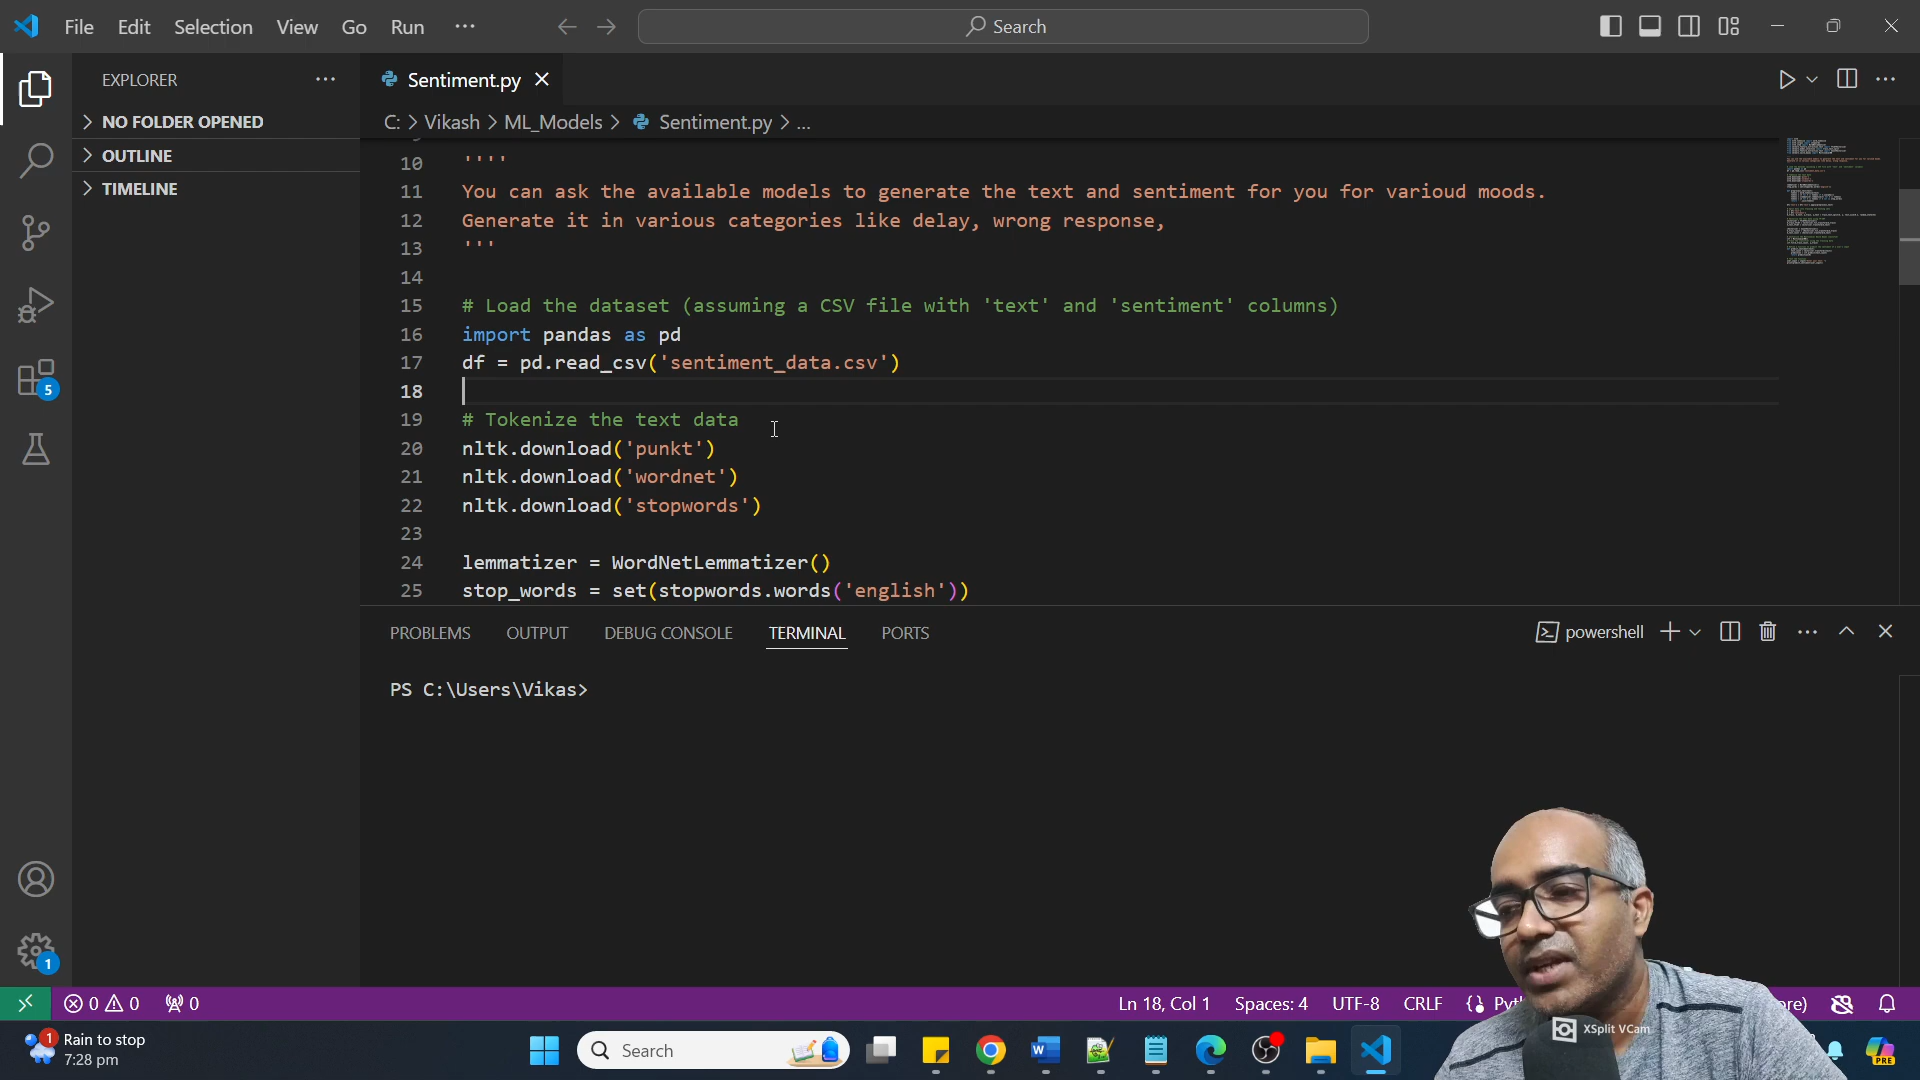 File Edit Selection View Go Run ···
Search
EXPLORER ···
NO FOLDER OPENED
OUTLINE
TIMELINE
5
1
Sentiment.py
C: > Vikash > ML_Models > Sentiment.py > ...
10 ''''
11 You can ask the available models to generate the text and sentiment for you for varioud moods.
12 Generate it in various categories like delay, wrong response,
13 '''
14
15 # Load the dataset (assuming a CSV file with 'text' and 'sentiment' columns)
16 import pandas as pd
17 df = pd.read_csv('sentiment_data.csv')
18
19 # Tokenize the text data
20 nltk.download('punkt')
21 nltk.download('wordnet')
22 nltk.download('stopwords')
23
24 lemmatizer = WordNetLemmatizer()
25 stop_words = set(stopwords.words('english'))
PROBLEMS OUTPUT DEBUG CONSOLE TERMINAL PORTS
powershell
PS C:\Users\Vikas>
0 0 0
Ln 18, Col 1 Spaces: 4 UTF-8 CRLF {}
XSplit VCam
1 Rain to stop
7:28 pm
Search
PRE